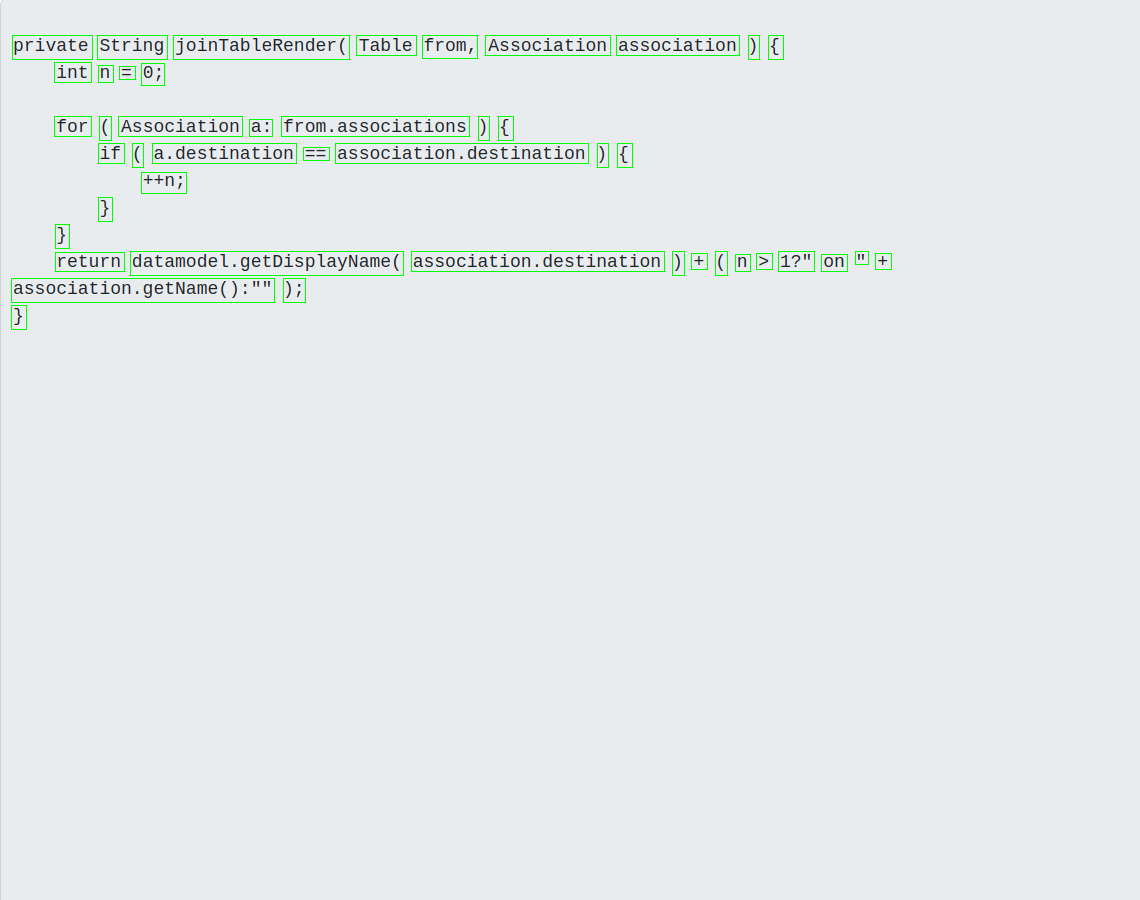 private String joinTableRender( Table from, Association association ) {
    int n = 0;
    for ( Association a: from.associations ) {
        if ( a.destination == association.destination ) {
            ++n;
        }
    }
    return datamodel.getDisplayName( association.destination ) + ( n > 1?" on " +
association.getName():"" );
}